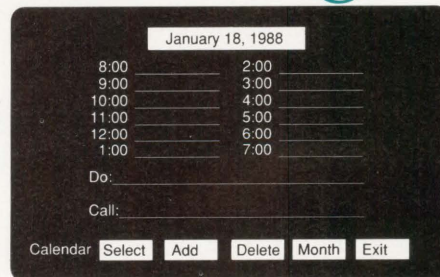 January 18, 1988
8:00 2:00
9:00 3:00
10:00 4:00
11:00 5:00
12:00 6:00
1:00 7:00
Do:
Call:
Calendar Select Add Delete Month Exit